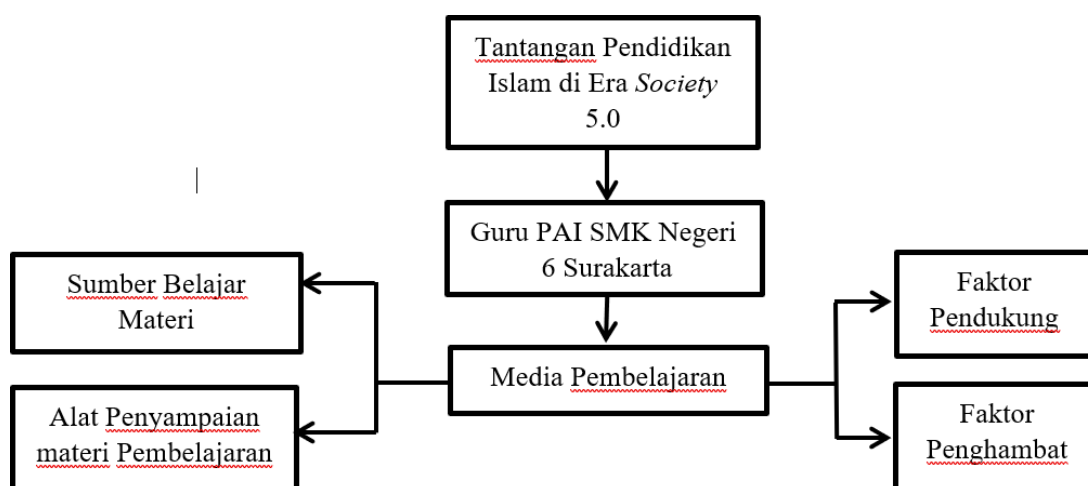 Tantangan Pendidikan
Islam di Era Society
5.0
Guru PAI SMK Negeri
6 Surakarta
Sumber Belajar
Materi
Faktor
Pendukung
Media Pembelajaran
Alat Penyampaian
materi Pembelajaran
Faktor
Penghambat